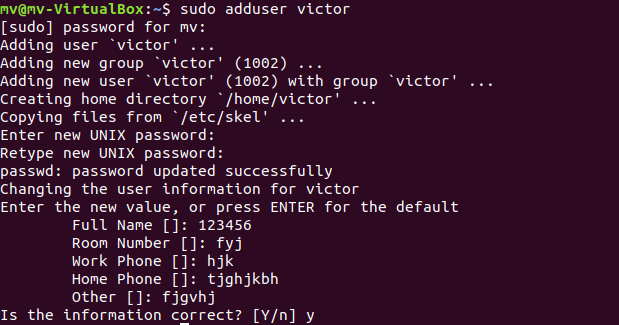 mv@mv-VirtualBox:~$ sudo adduser victor
[sudo] password for mv:
Adding user `victor' ...
Adding new group `victor' (1002) ...
Adding new user `victor' (1002) with group `victor' ...
Creating home directory `/home/victor' ...
Copying files from `/etc/skel' ...
Enter new UNIX password:
Retype new UNIX password:
passwd: password updated successfully
Changing the user information for victor
Enter the new value, or press ENTER for the default
        Full Name []: 123456
        Room Number []: fyj
        Work Phone []: hjk
        Home Phone []: tjghjkbh
        Other []: fjgvhj
Is the information correct? [Y/n] y